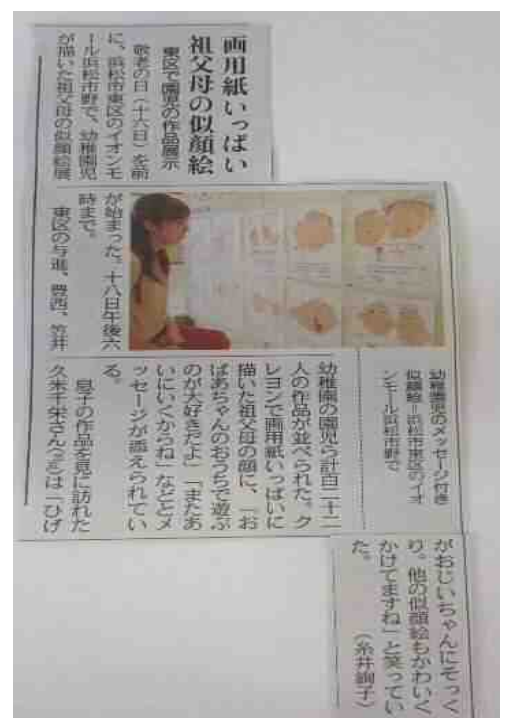 画用紙いっぱい
祖父母の似顔絵
東区で園児の作品展示
敬老の日(十六日)を前
に、浜松市東区のイオンモ
ール浜松市野で、幼稚園児
が描いた祖父母の似顔絵展
が始まった。十八日午後六
時まで。
東区の与進、豊西、笠井
幼稚園の園児ら計百二十二
人の作品が並べられた。ク
レヨンで画用紙いっぱいに
描いた祖父母の顔に、「お
ばあちゃんのおうちで遊ぶ
のが大好きだよ」「またあ
いにいくからね」などとメ
ッセージが添えられてい
る。
息子の作品を見に訪れた
久米千栄さんは「ひげ
がおじいちゃんにそっく
り。他の似顔絵もかわいく
かけてますね」と笑ってい
た。(糸井絢子)
幼稚園児のメッセージ付き
似顔絵=浜松市東区のイオ
ンモール浜松市野で